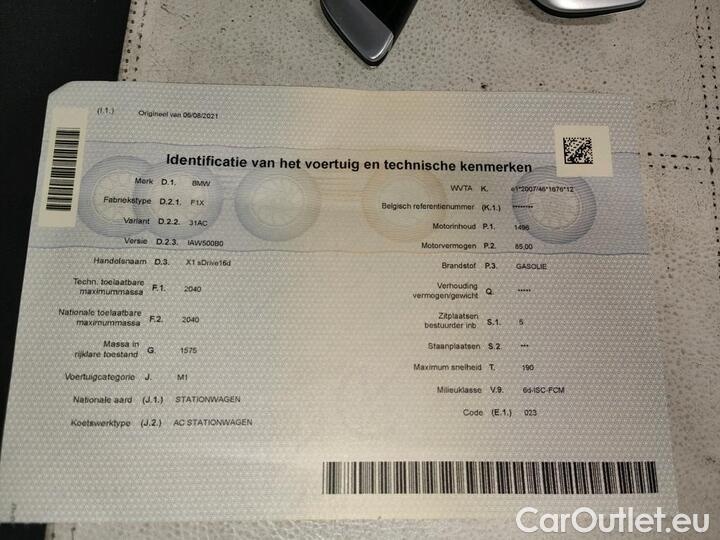 (I.1.) Origineel van 06/08/2021
Identificatie van het voertuig en technische kenmerken
Merk D.1. BMW
Fabriekstype D.2.1. F1X
Variant D.2.2. 31AC
Versie D.2.3. IAW500B0
Handelsnaam D.3. X1 sDrive16d
Techn. toelaatbare
maximummassa F.1. 2040
Nationale toelaatbare
maximummassa F.2. 2040
Massa in
rijklare toestand G. 1575
Voertuigcategorie J. M1
Nationale aard (J.1.) STATIONWAGEN
Koetswerktype (J.2.) AC STATIONWAGEN
WVTA K. e1*2007/46*1676*12
Belgisch referentienummer (K.1.) ********
Motorinhoud P.1. 1496
Motorvermogen P.2. 85,00
Brandstof P.3. GASOLIE
Verhouding
vermogen/gewicht Q. *****
Zitplaatsen
bestuurder inb S.1. 5
Staanplaatsen S.2. ***
Maximum snelheid T. 190
Milieuklasse V.9. 6d-ISC-FCM
Code (E.1.) 023
CarOutlet.eu